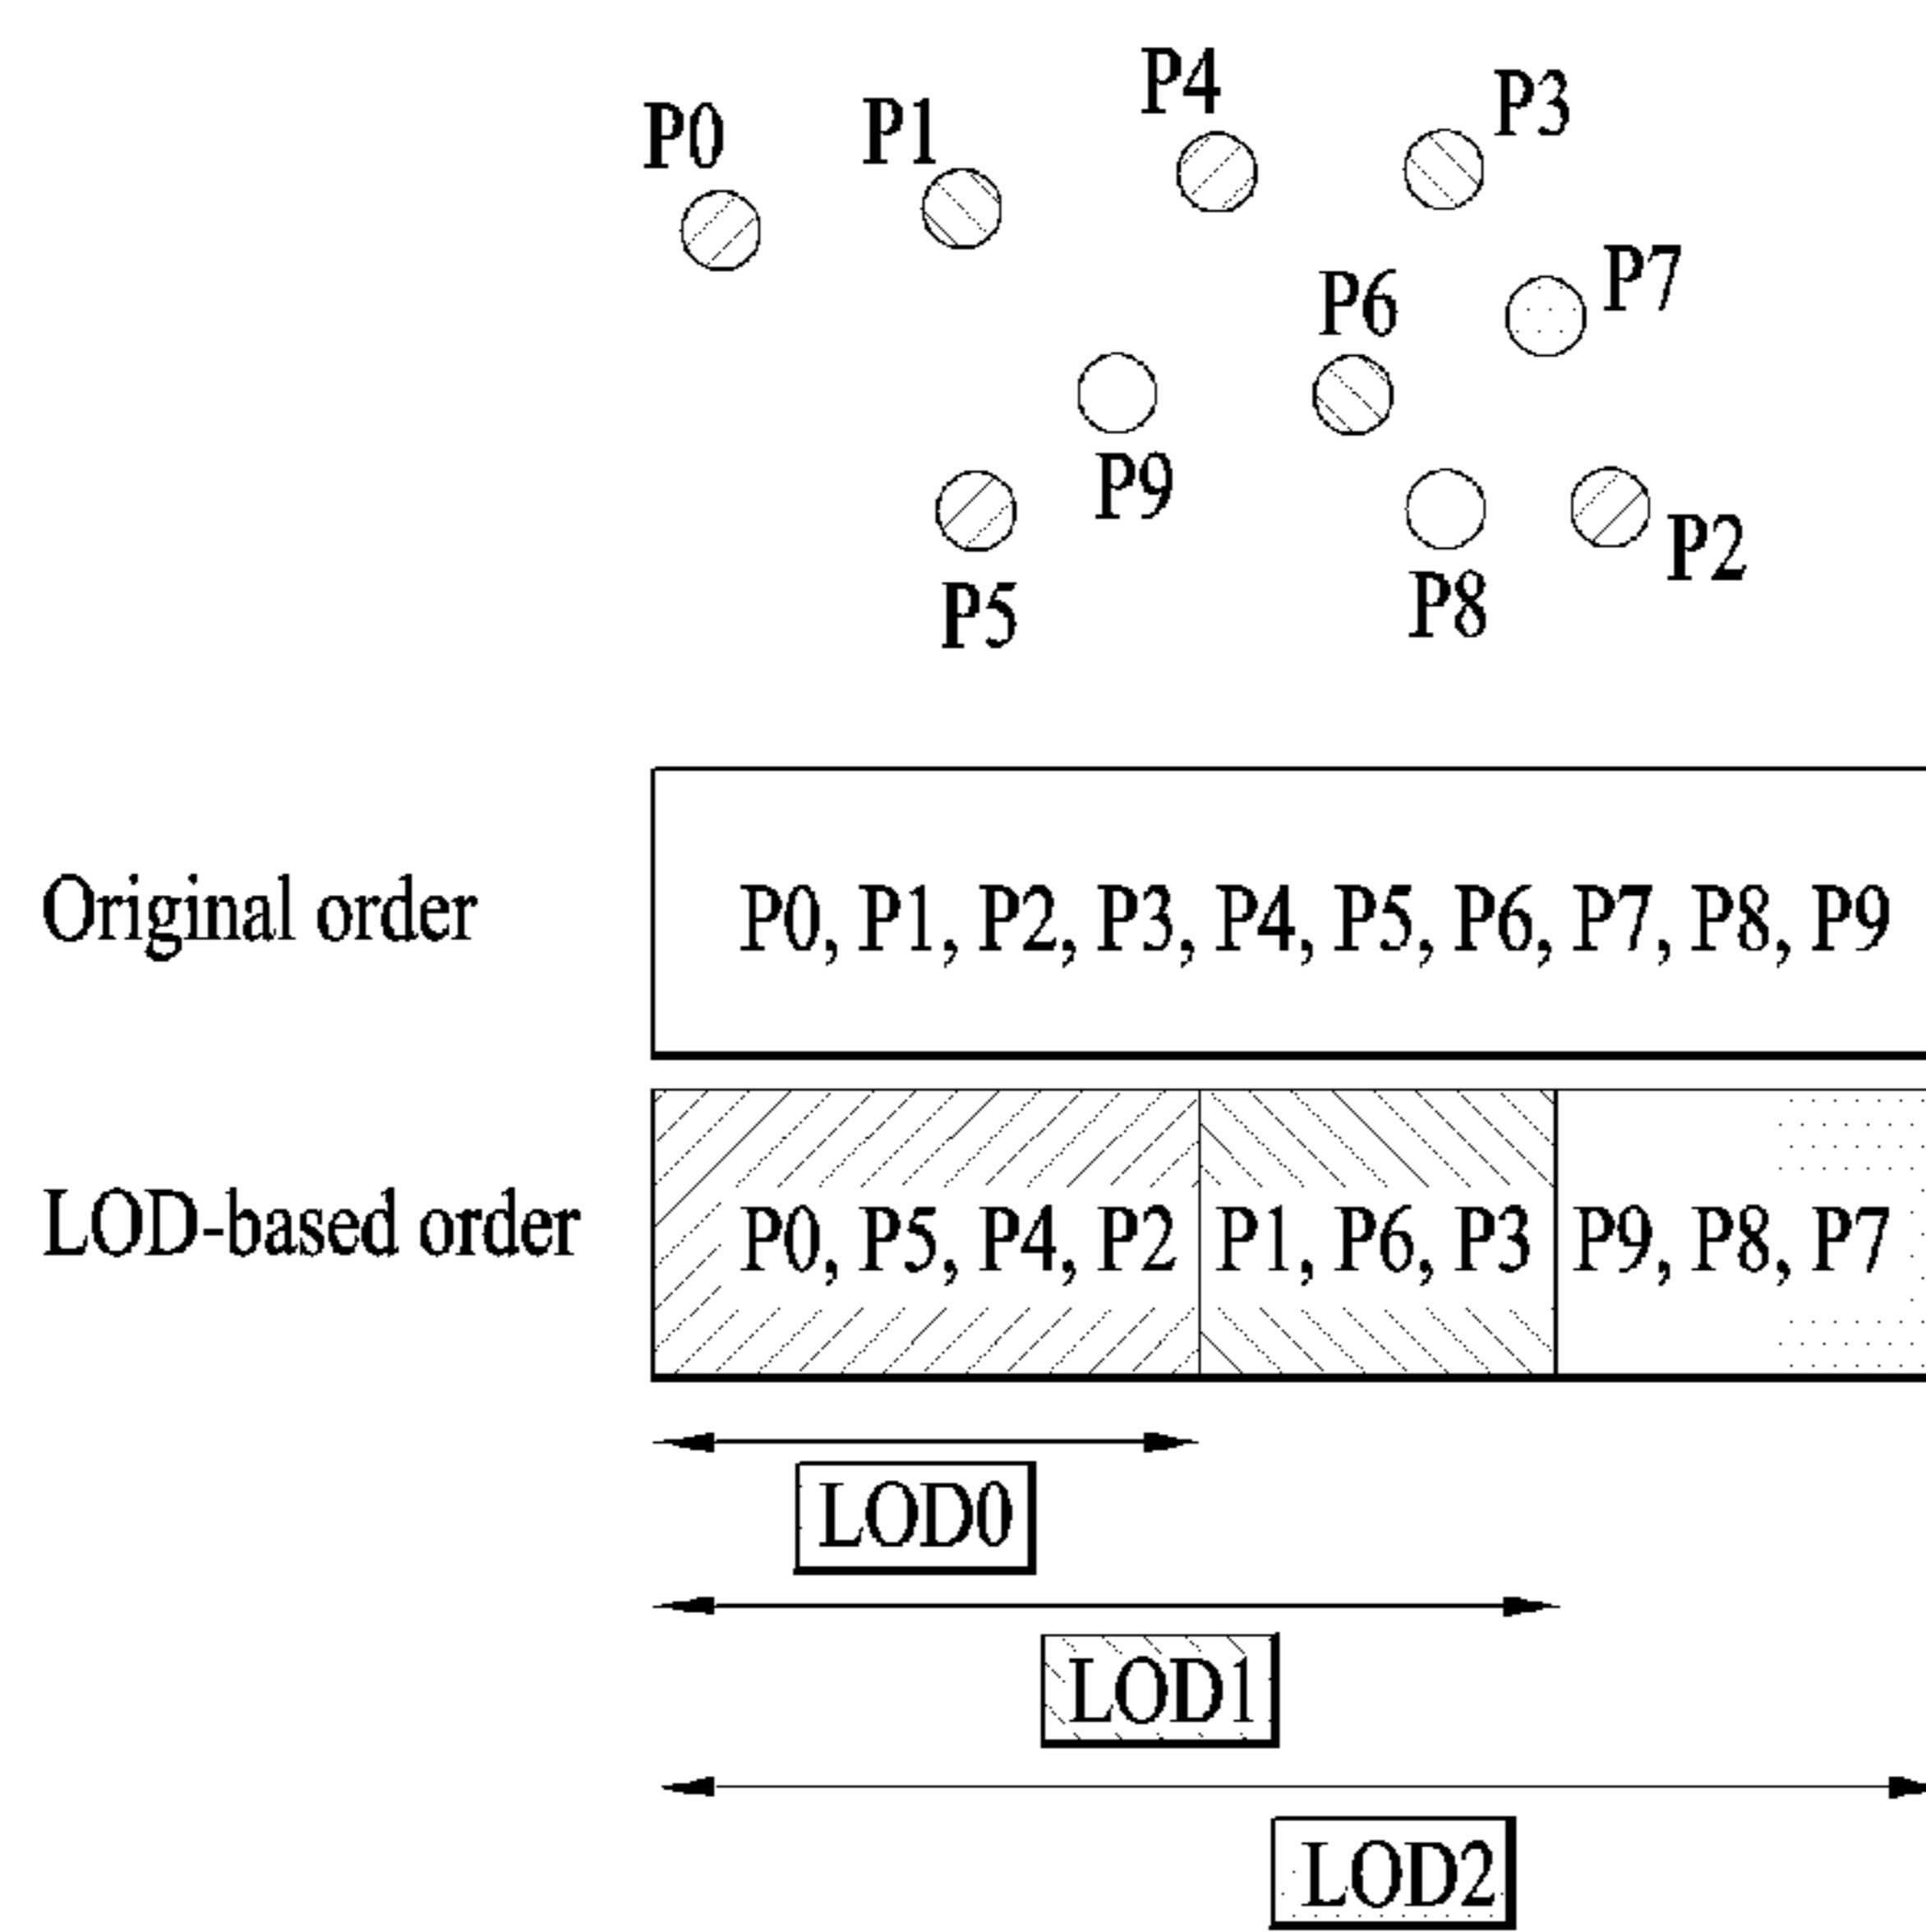 P4
P3
P0
P1
P7
P6
P9
P2
P5
P8
Original order
P0, P1, P2, P3, P4, P5, P6, P7, P8, P9
LOD-based order
P0, P5, P4, P2
P1, P6, P3
P9, P8, P7
LOD0
LOD1
LOD2